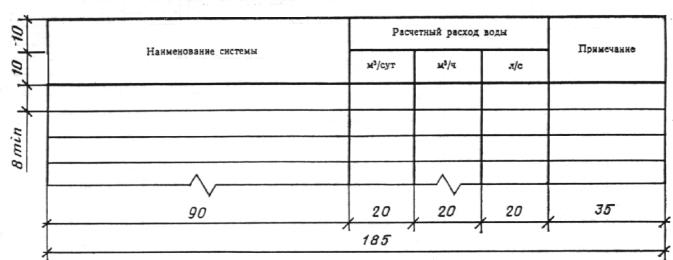 10
10
8 min
Наименование системы
Расчетный расход воды
Примечание
м³/сут
м³/ч
л/с
90
20
20
20
35
185